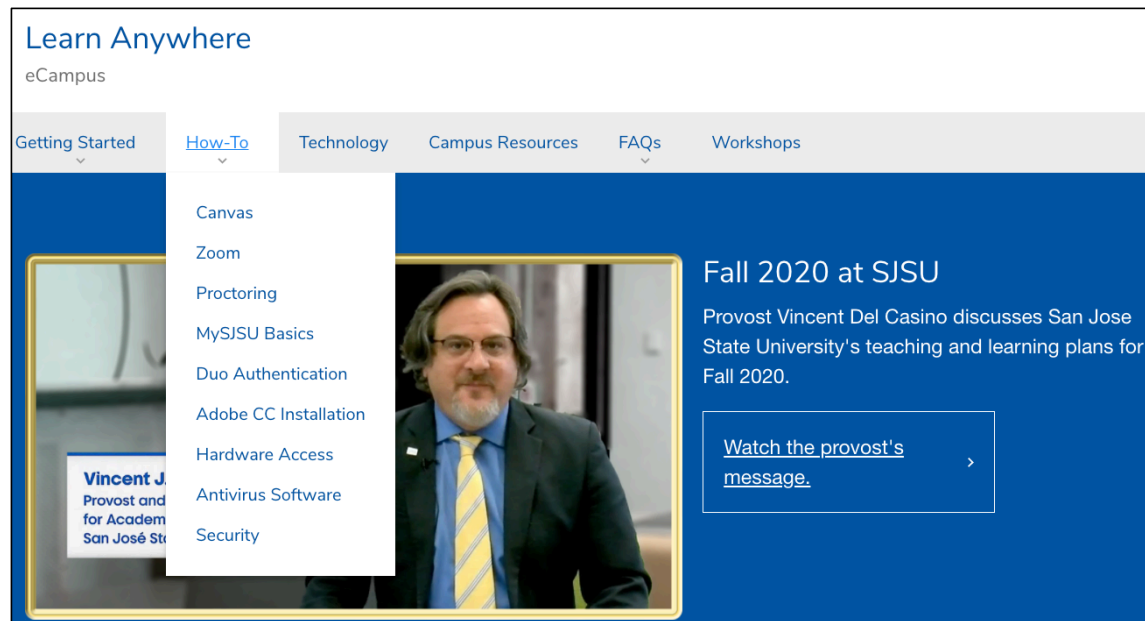 Learn Anywhere
eCampus
Getting Started How-To Technology Campus Resources FAQs Workshops
Canvas
Zoom
Proctoring
MySJSU Basics
Duo Authentication
Adobe CC Installation
Hardware Access
Antivirus Software
Security
Vincent J.
Provost and
for Academ
San José Sta
Fall 2020 at SJSU
Provost Vincent Del Casino discusses San Jose
State University's teaching and learning plans for
Fall 2020.
Watch the provost's
message.